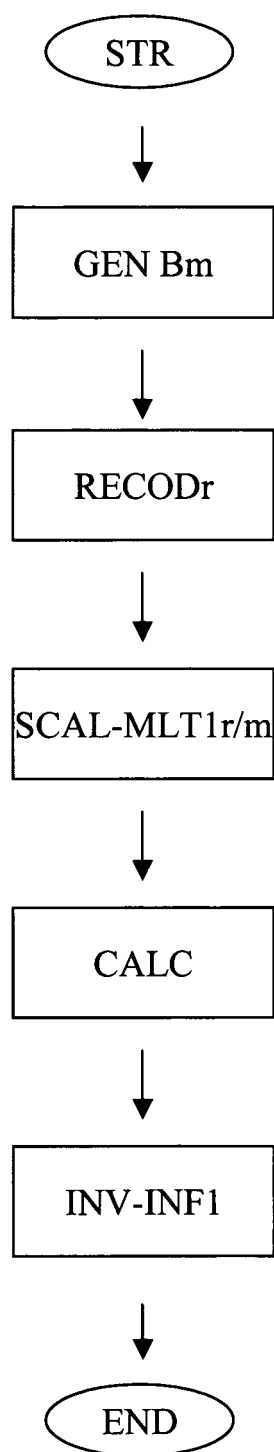 STR
GEN Bm
RECODr
SCAL-MLT1r/m
CALC
INV-INF1
END